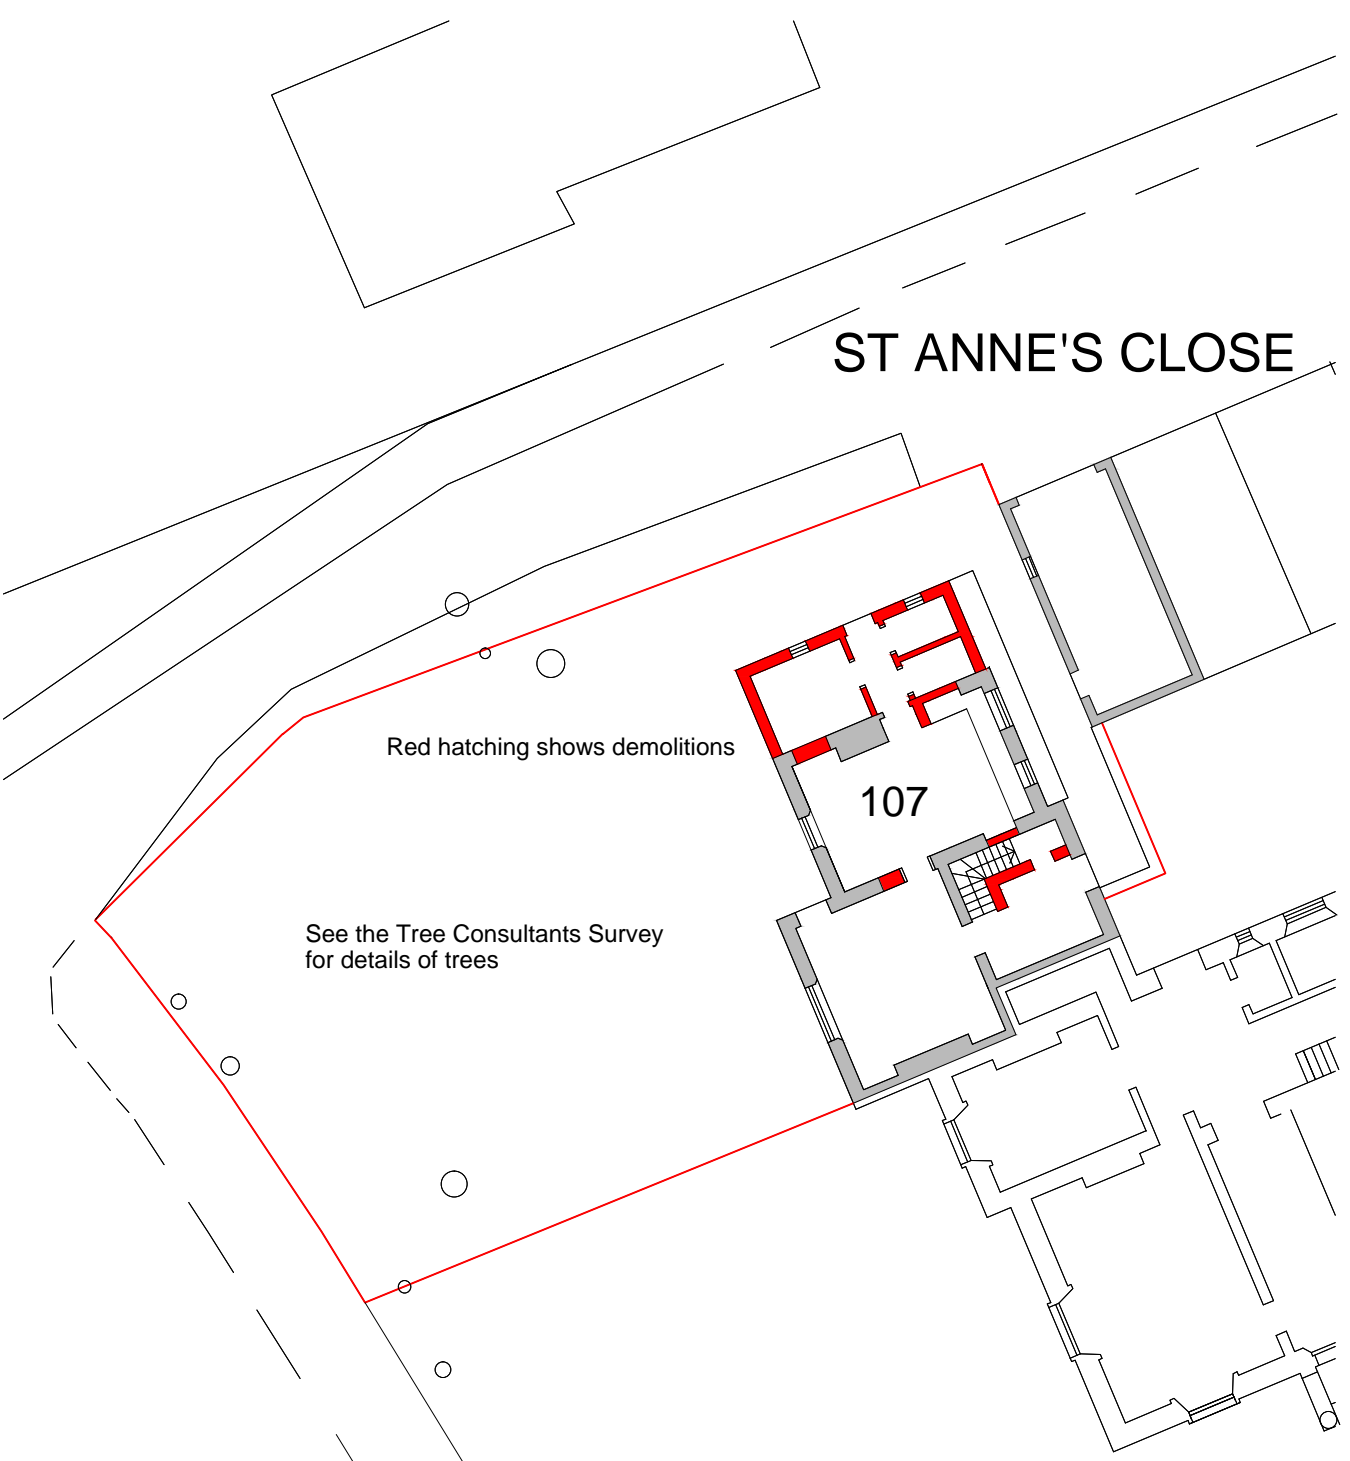 ST ANNE'S CLOSE
Red hatching shows demolitions
107
See the Tree Consultants Survey
for details of trees